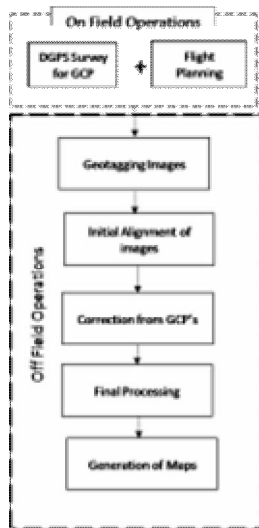 On Field Operations
DGPS Survey
for GCP
+
Flight
Planning
Off Field Operations
Geotagging Images
Initial Alignment of
images
Correction from GCP's
Final Processing
Generation of Maps